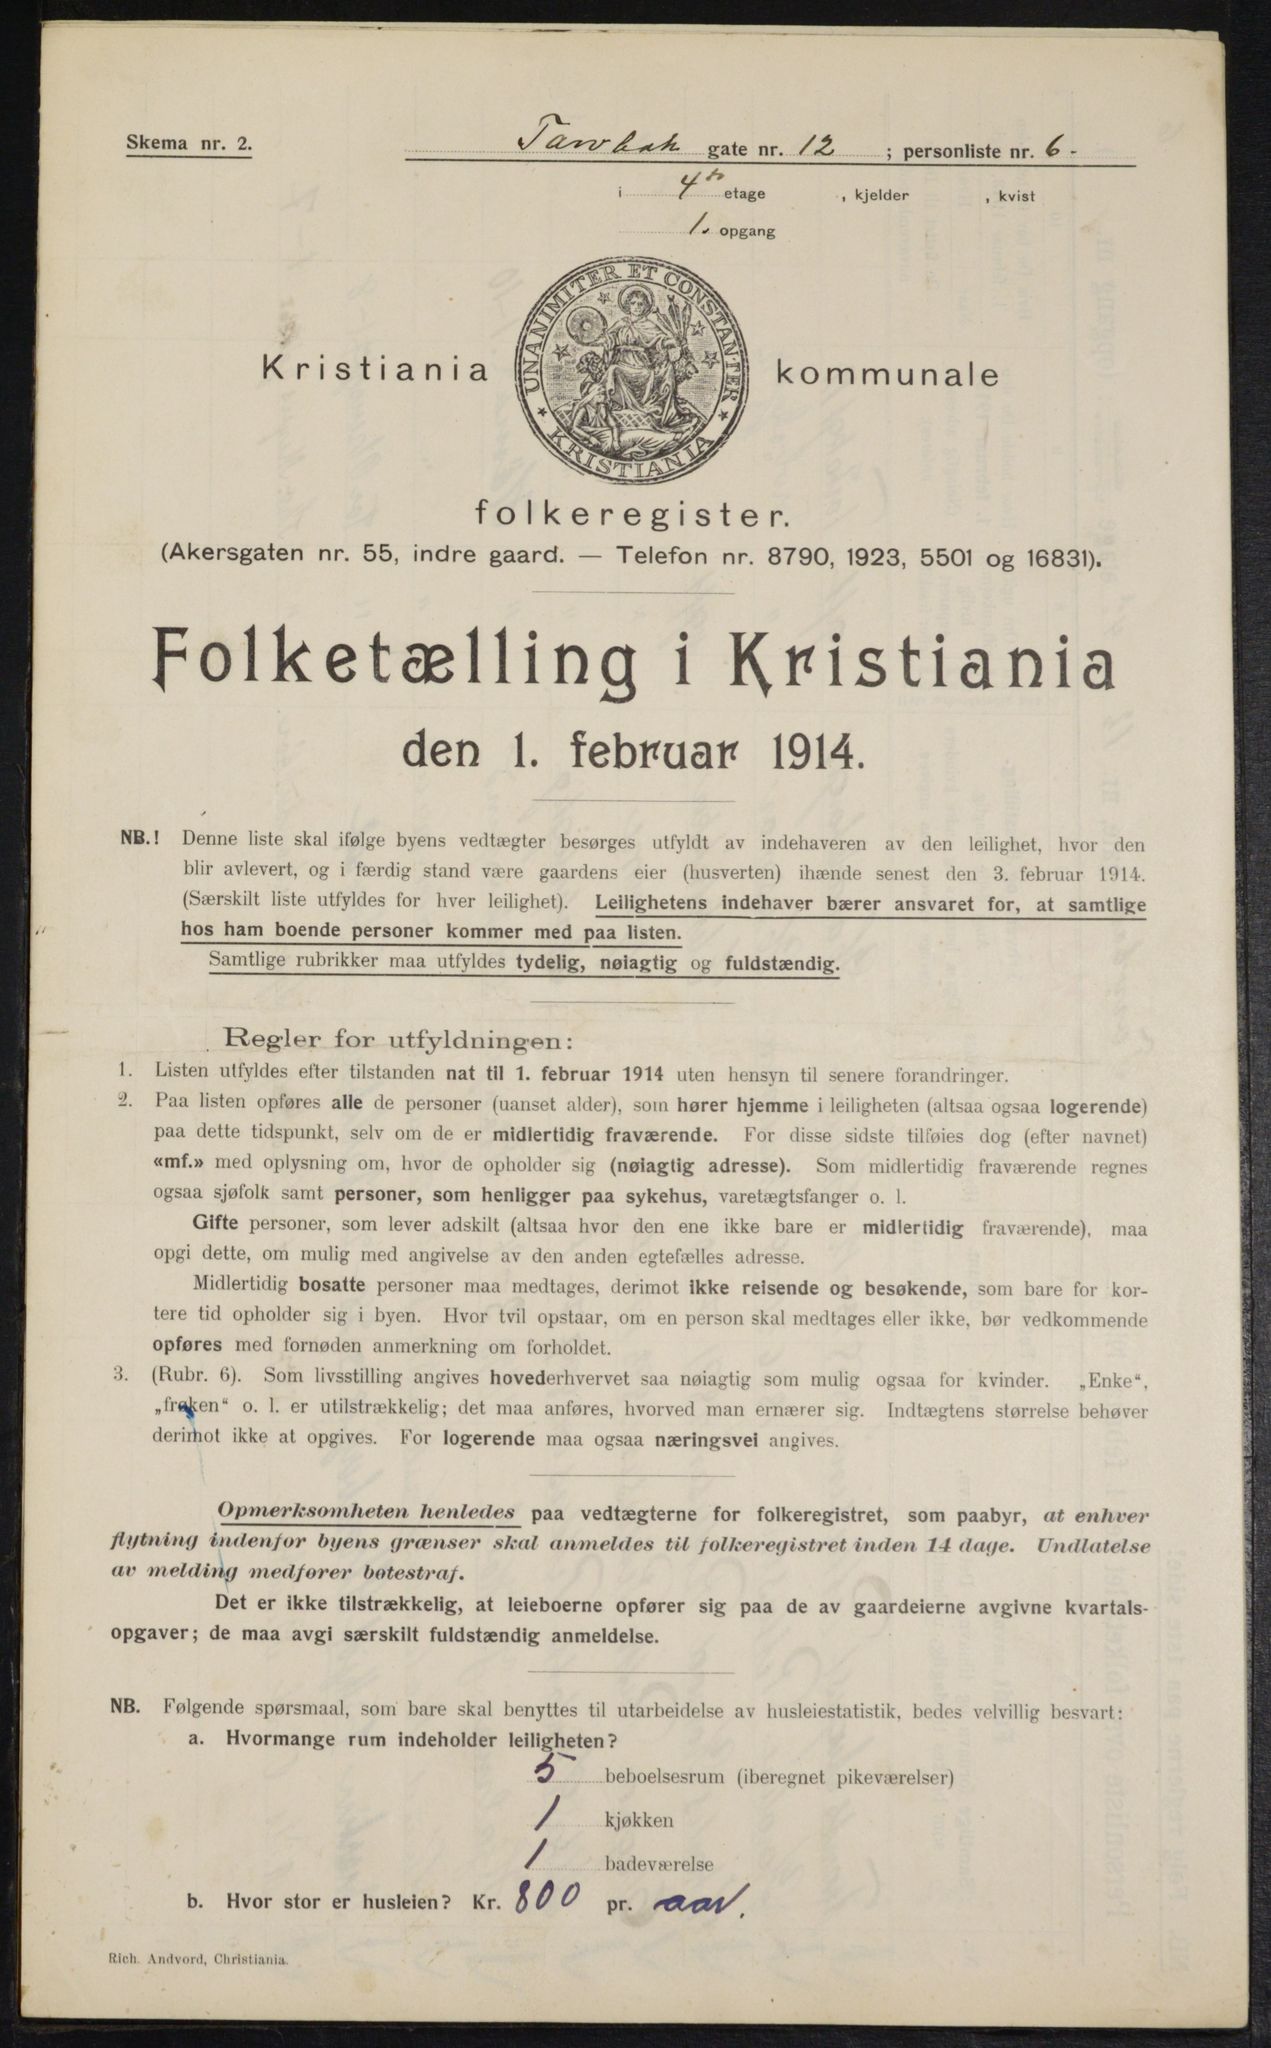 Skema nr. 2.
Tawbak gate nr. 12 ; personliste nr. 6.
i 4de etage , kjelder , kvist
1. opgang
UNANIMITER ET CONSTANTER
KRISTIANIA
Kristiania kommunale
folkeregister.
(Akersgaten nr. 55, indre gaard. — Telefon nr. 8790, 1923, 5501 og 16831).
Folketælling i Kristiania
den 1. februar 1914.
NB.! Denne liste skal ifølge byens vedtægter besørges utfyldt av indehaveren av den leilighet, hvor den
blir avlevert, og i færdig stand være gaardens eier (husverten) ihænde senest den 3. februar 1914.
(Særskilt liste utfyldes for hver leilighet). Leilighetens indehaver bærer ansvaret for, at samtlige
hos ham boende personer kommer med paa listen.
Samtlige rubrikker maa utfyldes tydelig, nøiagtig og fuldstændig.
Regler for utfyldningen:
1. Listen utfyldes efter tilstanden nat til 1. februar 1914 uten hensyn til senere forandringer.
2. Paa listen opføres alle de personer (uanset alder), som hører hjemme i leiligheten (altsaa ogsaa logerende)
paa dette tidspunkt, selv om de er midlertidig fraværende. For disse sidste tilføies dog (efter navnet)
«mf.» med oplysning om, hvor de opholder sig (nøiagtig adresse). Som midlertidig fraværende regnes
ogsaa sjøfolk samt personer, som henligger paa sykehus, varetægtsfanger o. l.
Gifte personer, som lever adskilt (altsaa hvor den ene ikke bare er midlertidig fraværende), maa
opgi dette, om mulig med angivelse av den anden egtefælles adresse.
Midlertidig bosatte personer maa medtages, derimot ikke reisende og besøkende, som bare for kor-
tere tid opholder sig i byen. Hvor tvil opstaar, om en person skal medtages eller ikke, bør vedkommende
opføres med fornøden anmerkning om forholdet.
3. (Rubr. 6). Som livsstilling angives hovederhvervet saa nøiagtig som mulig ogsaa for kvinder. „Enke“,
„frøken“ o. l. er utilstrækkelig; det maa anføres, hvorved man ernærer sig. Indtægtens størrelse behøver
derimot ikke at opgives. For logerende maa ogsaa næringsvei angives.
Opmerksomheten henledes paa vedtægterne for folkeregistret, som paabyr, at enhver
flytning indenfor byens grænser skal anmeldes til folkeregistret inden 14 dage. Undlatelse
av melding medfører bøtestraf.
Det er ikke tilstrækkelig, at leieboerne opfører sig paa de av gaardeierne avgivne kvartals-
opgaver; de maa avgi særskilt fuldstændig anmeldelse.
NB. Følgende spørsmaal, som bare skal benyttes til utarbeidelse av husleiestatistik, bedes velvillig besvart:
a. Hvormange rum indeholder leiligheten?
5 beboelsesrum (iberegnet pikeværelser)
1 kjøkken
1 badeværelse
b. Hvor stor er husleien? Kr. 800 pr. aar.
Rich. Andvord, Christiania.